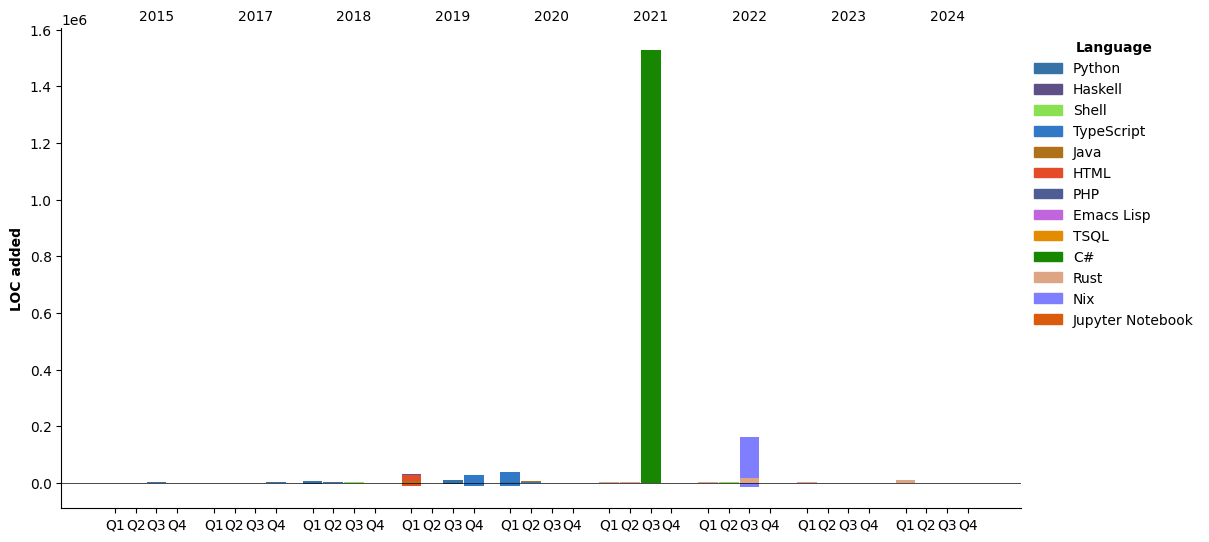 2015 2017 2018 2019 2020 2021 2022 2023 2024
1e6
1.6
1.4
1.2
1.0
0.8
0.6
0.4
0.2
0.0
LOC added
Q1 Q2 Q3 Q4 Q1 Q2 Q3 Q4 Q1 Q2 Q3 Q4 Q1 Q2 Q3 Q4 Q1 Q2 Q3 Q4 Q1 Q2 Q3 Q4 Q1 Q2 Q3 Q4 Q1 Q2 Q3 Q4 Q1 Q2 Q3 Q4
Language
Python
Haskell
Shell
TypeScript
Java
HTML
PHP
Emacs Lisp
TSQL
C#
Rust
Nix
Jupyter Notebook